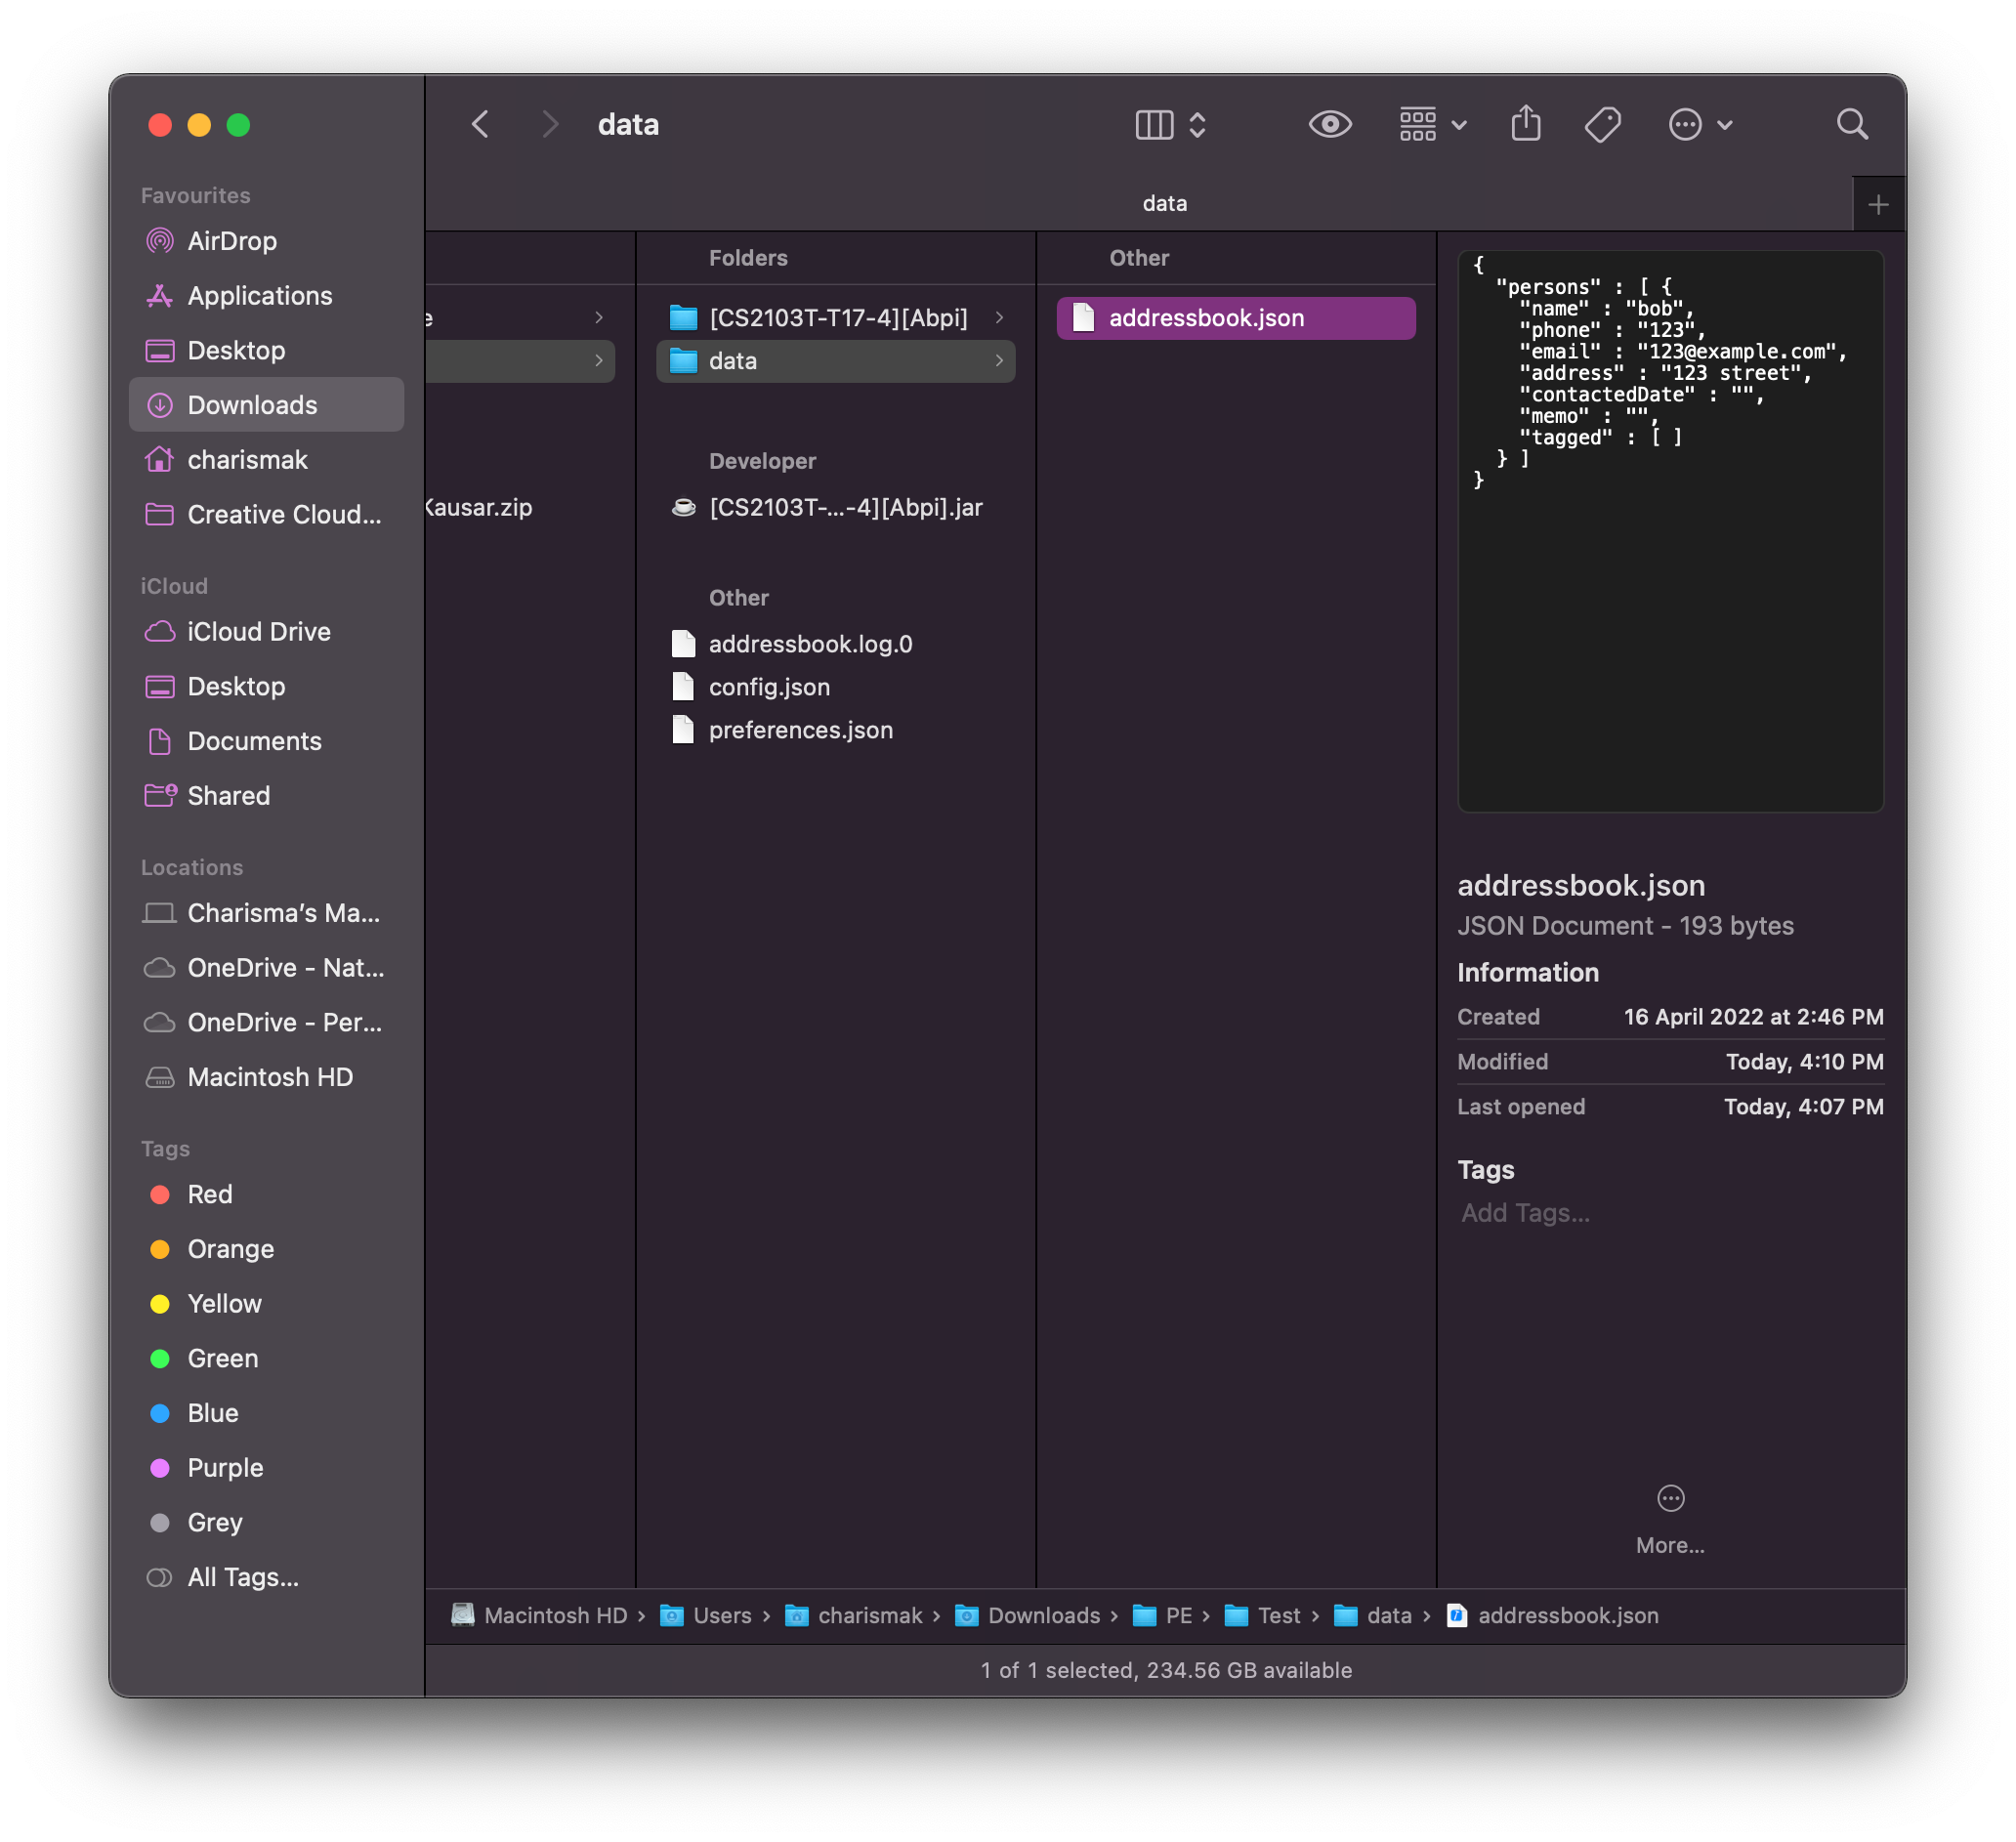 data
data
Favourites
AirDrop
Applications
Desktop
Downloads
charismak
Creative Cloud...
iCloud
iCloud Drive
Desktop
Documents
Shared
Locations
Charisma's Ma...
OneDrive - Nat...
OneDrive - Per...
Macintosh HD
Tags
Red
Orange
Yellow
Green
Blue
Purple
Grey
All Tags...
e
Kausar.zip
Folders
[CS2103T-T17-4][Abpi]
data
Developer
[CS2103T-...-4][Abpi].jar
Other
addressbook.log.0
config.json
preferences.json
Other
addressbook.json
{
"persons" : [ {
"name" : "bob",
"phone" : "123",
"email" : "123@example.com",
"address" : "123 street",
"contactedDate" : "",
"memo" : "",
"tagged" : [ ]
} ]
}
addressbook.json
JSON Document - 193 bytes
Information
Created 16 April 2022 at 2:46 PM
Modified Today, 4:10 PM
Last opened Today, 4:07 PM
Tags
Add Tags...
More...
Macintosh HD › Users › charismak › Downloads › PE › Test › data › addressbook.json
1 of 1 selected, 234.56 GB available